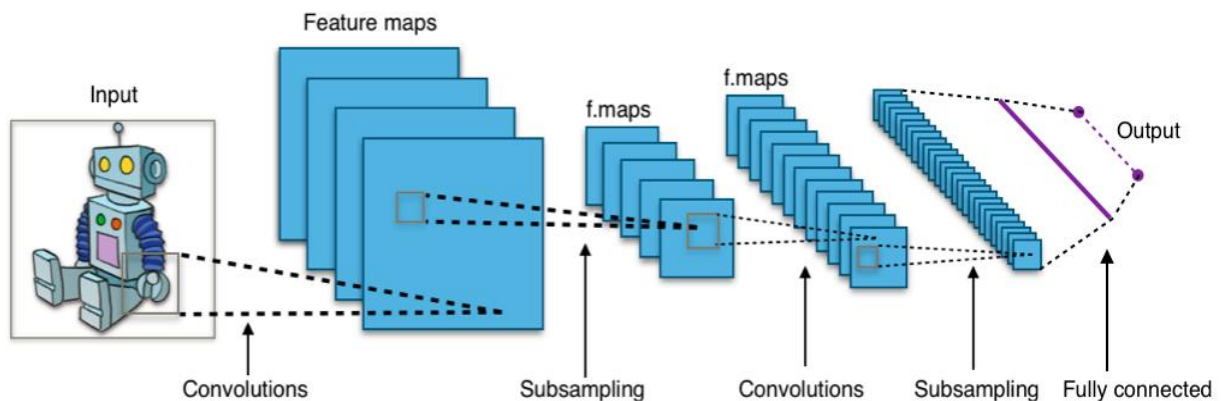 Feature maps
Input
f.maps
f.maps
Output
Convolutions
Subsampling
Convolutions
Subsampling
Fully connected